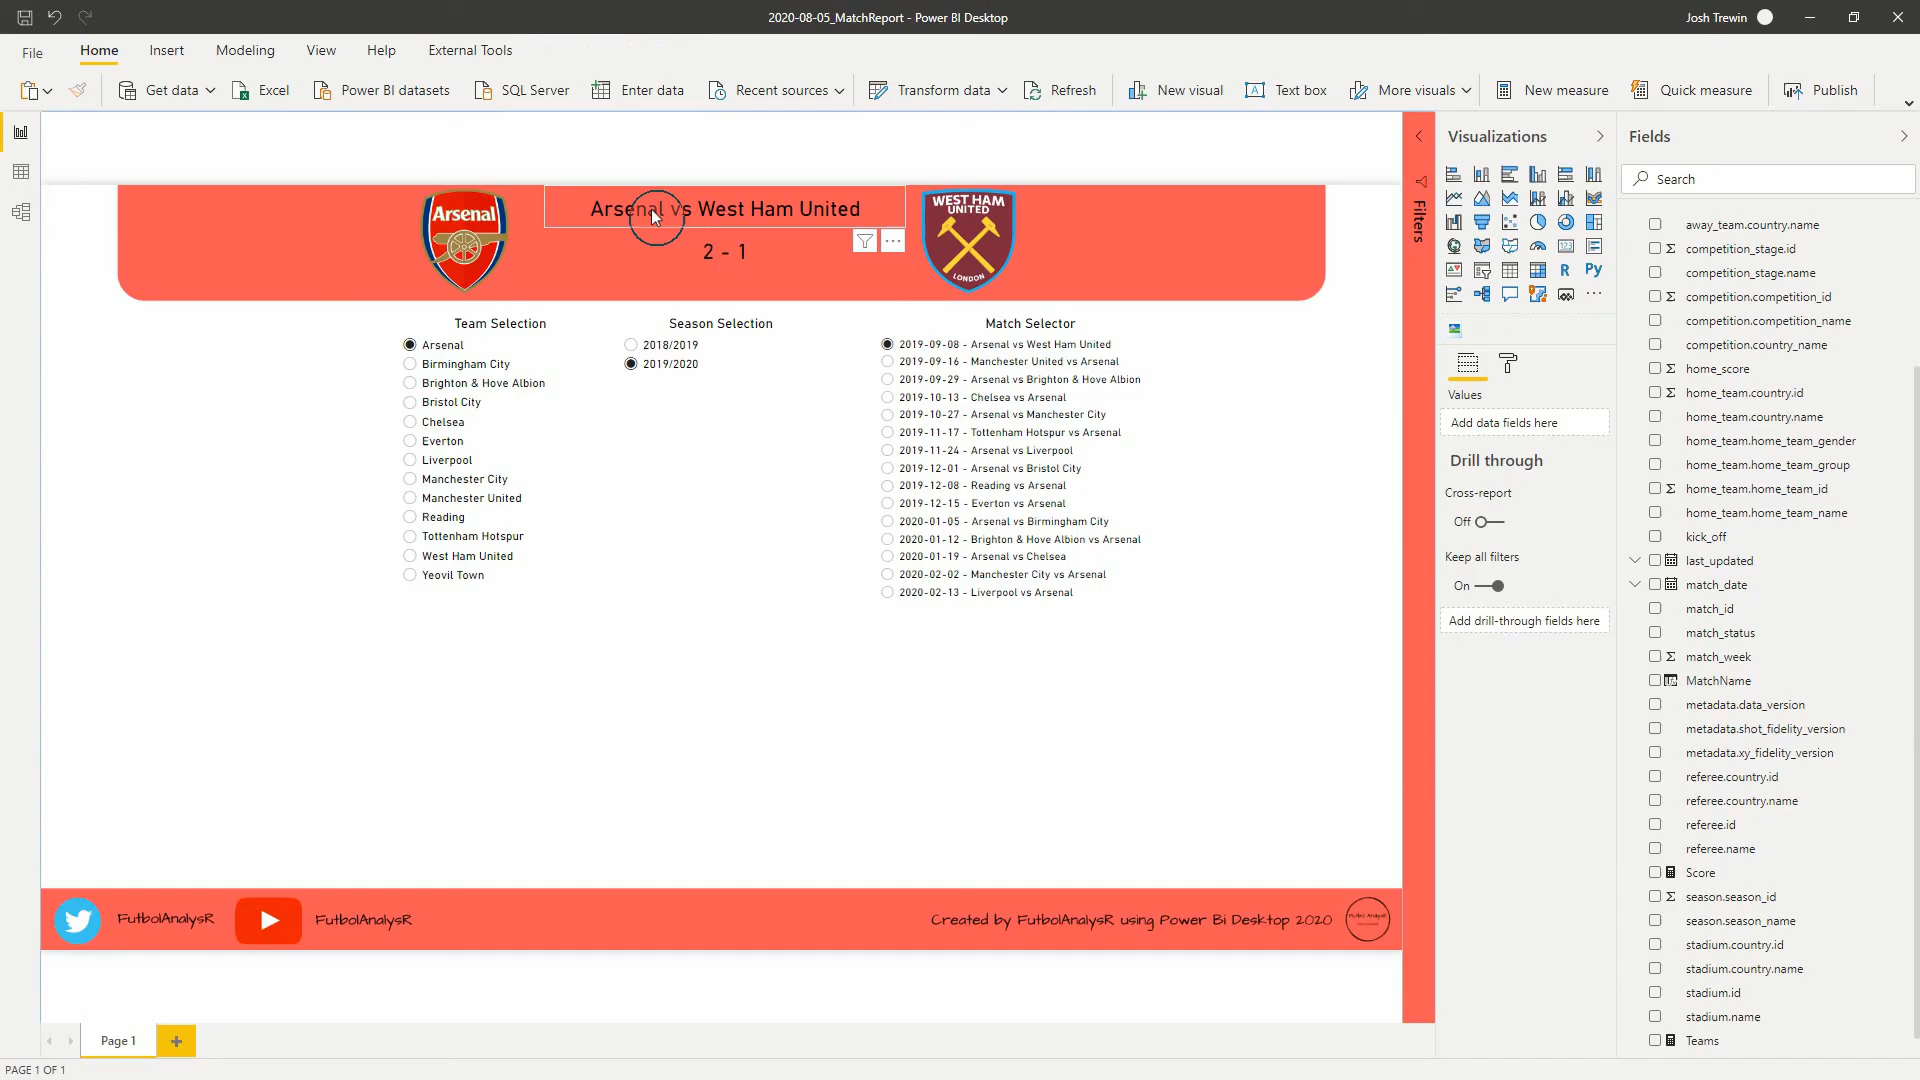 2020-08-05_MatchReport - Power BI Desktop
Josh Trewin
File
Home
Insert
Modeling
View
Help
External Tools
Get data
Excel
Power BI datasets
SQL Server
Enter data
Recent sources
Transform data
Refresh
New visual
Text box
More visuals
New measure
Quick measure
Publish
Arsenal
Arsenal vs West Ham United
2 - 1
WEST HAM
UNITED
LONDON
Team Selection
Arsenal
Birmingham City
Brighton & Hove Albion
Bristol City
Chelsea
Everton
Liverpool
Manchester City
Manchester United
Reading
Tottenham Hotspur
West Ham United
Yeovil Town
Season Selection
2018/2019
2019/2020
Match Selector
2019-09-08 - Arsenal vs West Ham United
2019-09-16 - Manchester United vs Arsenal
2019-09-29 - Arsenal vs Brighton & Hove Albion
2019-10-13 - Chelsea vs Arsenal
2019-10-27 - Arsenal vs Manchester City
2019-11-17 - Tottenham Hotspur vs Arsenal
2019-11-24 - Arsenal vs Liverpool
2019-12-01 - Arsenal vs Bristol City
2019-12-08 - Reading vs Arsenal
2019-12-15 - Everton vs Arsenal
2020-01-05 - Arsenal vs Birmingham City
2020-01-12 - Brighton & Hove Albion vs Arsenal
2020-01-19 - Arsenal vs Chelsea
2020-02-02 - Manchester City vs Arsenal
2020-02-13 - Liverpool vs Arsenal
FutbolAnalysR
FutbolAnalysR
Created by FutbolAnalysR using Power Bi Desktop 2020
Filters
Visualizations
R
Py
123
Values
Add data fields here
Drill through
Cross-report
Off
Keep all filters
On
Add drill-through fields here
Fields
Search
away_team.country.name
competition_stage.id
competition_stage.name
competition.competition_id
competition.competition_name
competition.country_name
home_score
home_team.country.id
home_team.country.name
home_team.home_team_gender
home_team.home_team_group
home_team.home_team_id
home_team.home_team_name
kick_off
last_updated
match_date
match_id
match_status
match_week
MatchName
metadata.data_version
metadata.shot_fidelity_version
metadata.xy_fidelity_version
referee.country.id
referee.country.name
referee.id
referee.name
Score
season.season_id
season.season_name
stadium.country.id
stadium.country.name
stadium.id
stadium.name
Teams
Page 1
PAGE 1 OF 1